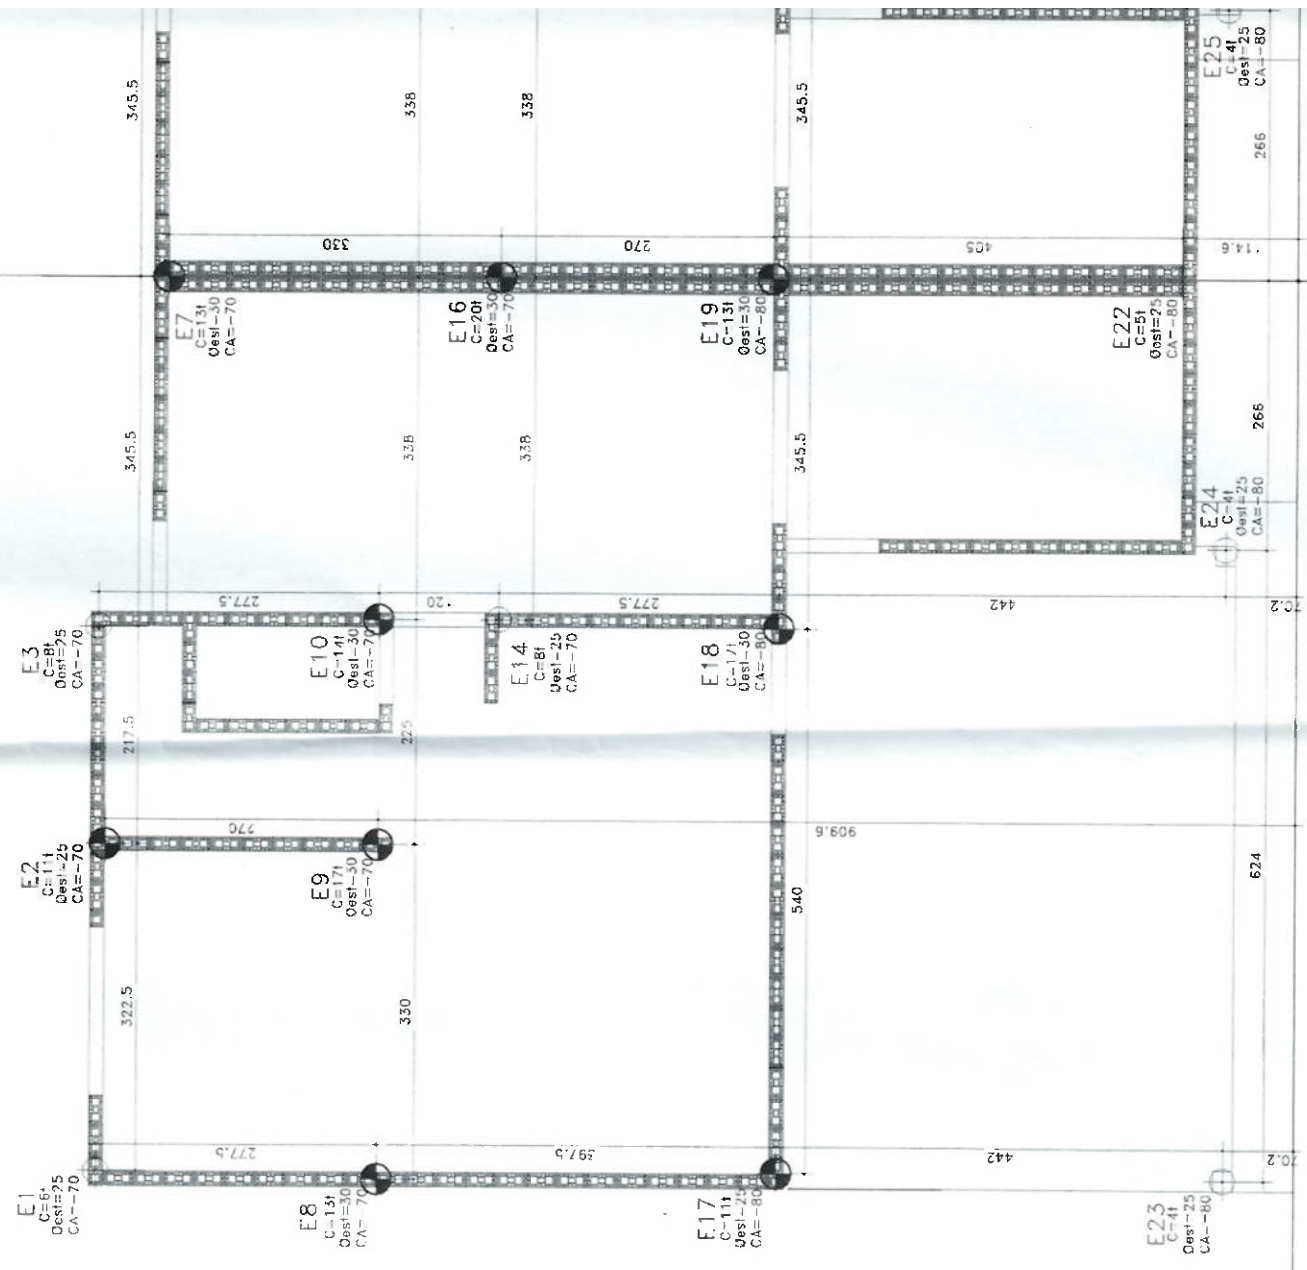 345.5
338
338
345.5
E25
C=4t
Øest=25
CA=-80
266
330
270
405
114.6
E7
C=13t
Øest=30
CA=-70
E16
C=20t
Øest=30
CA=-70
E19
C=13t
Øest=30
CA=-80
E22
C=5t
Øest=25
CA=-80
345.5
338
338
345.5
266
E24
C=4t
Øest=25
CA=-80
277.5
120
277.5
442
70.2
E3
C=8t
Øest=25
CA=-70
E10
C=14t
Øest=30
CA=-70
E14
C=8t
Øest=25
CA=-70
E18
C=17t
Øest=30
CA=-80
217.5
225
270
909.6
E2
C=11t
Øest=25
CA=-70
E9
C=17t
Øest=30
CA=-70
540
624
322.5
330
277.5
397.5
442
70.2
E1
Øest=25
CA=-70
E8
C=13t
Øest=30
CA=-70
E17
C=11t
Øest=25
CA=-80
E23
C=4t
Øest=25
CA=-80